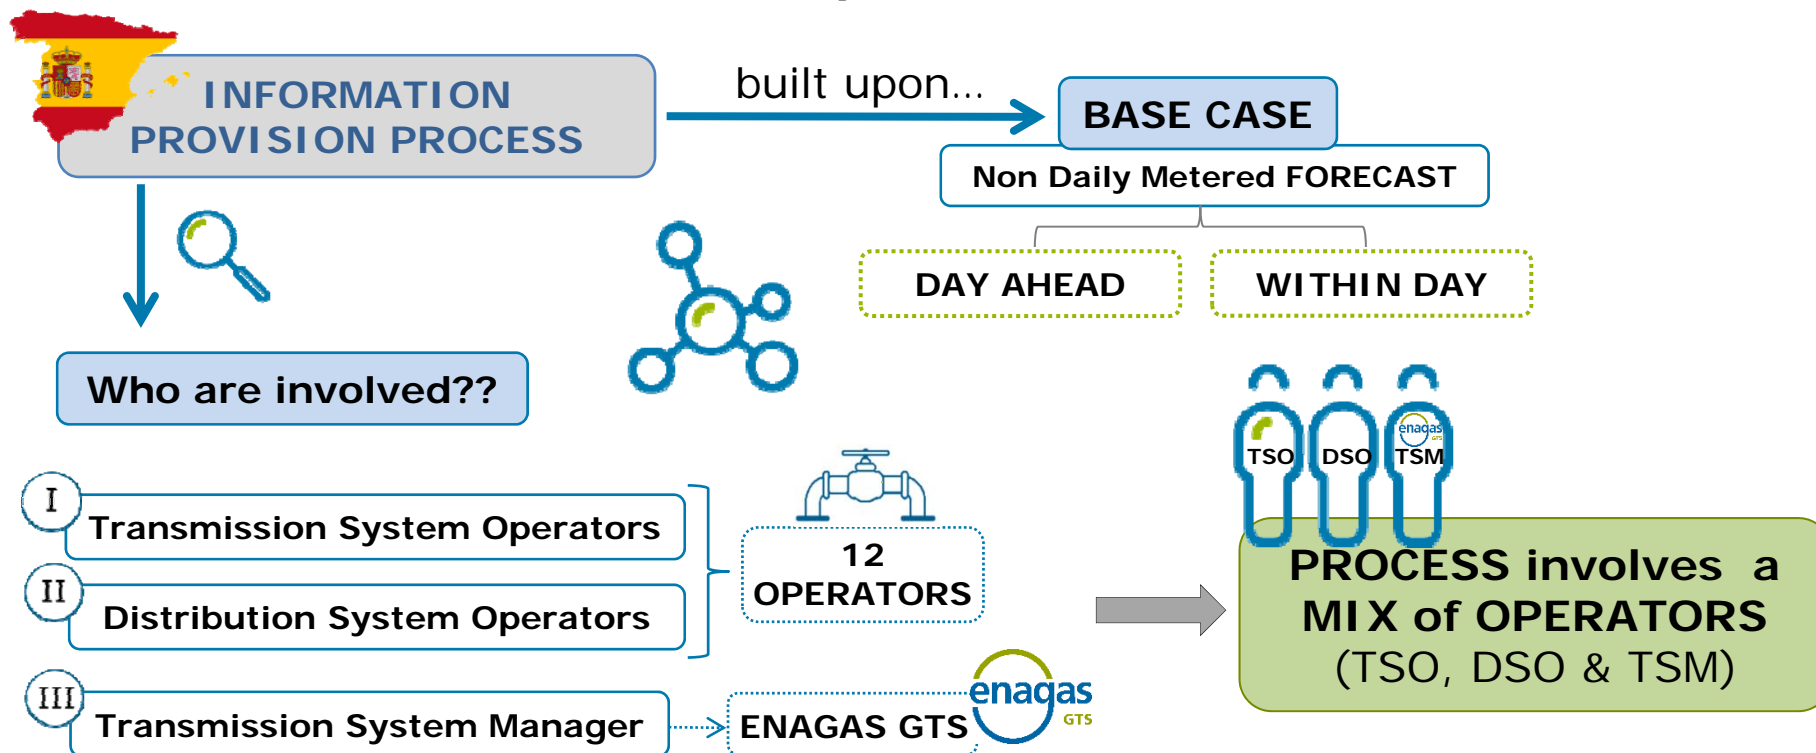 INFORMATION
PROVISION PROCESS
built upon...
BASE CASE
Non Daily Metered FORECAST
DAY AHEAD
WITHIN DAY
Who are involved??
I
Transmission System Operators
II
Distribution System Operators
12
OPERATORS
III
Transmission System Manager
ENAGAS GTS
enagas
GTS
TSO
DSO
enagas
GTS
TSM
PROCESS involves a
MIX of OPERATORS
(TSO, DSO & TSM)